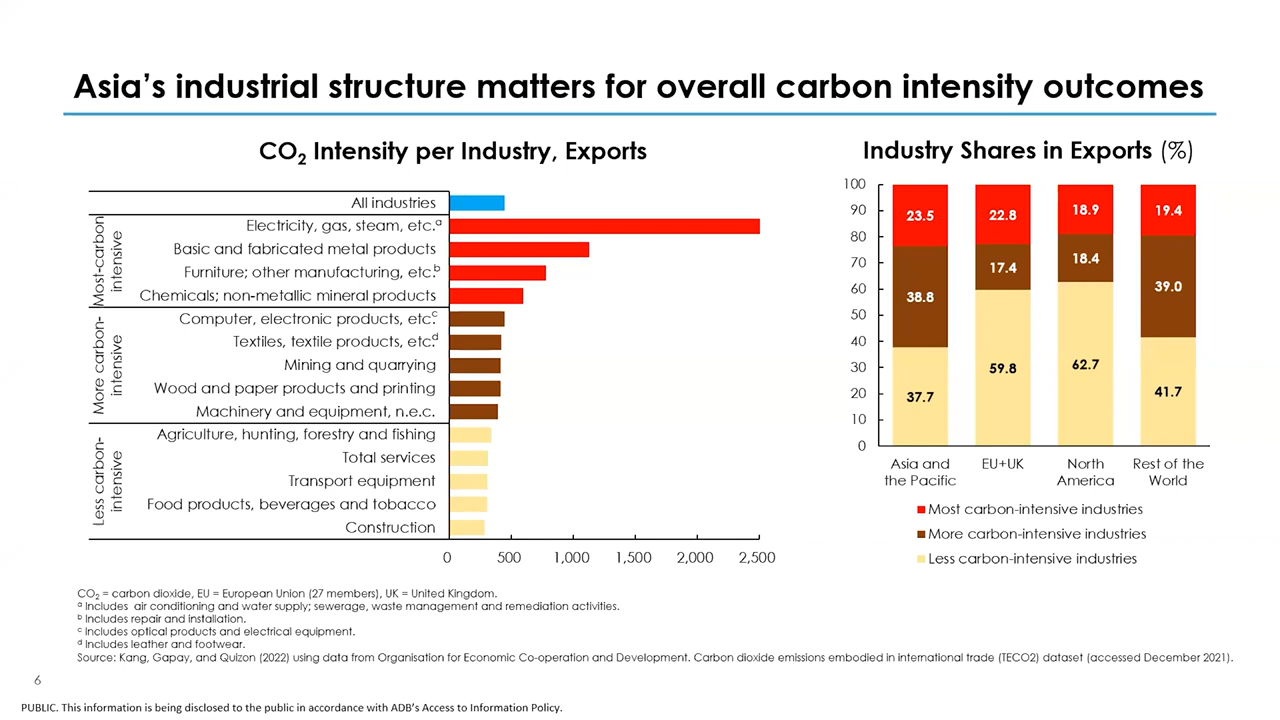 Asia's industrial structure matters for overall carbon intensity outcomes
CO₂ Intensity per Industry, Exports
All industries
Most-carbon
intensive
Electricity, gas, steam, etc.ᵃ
Basic and fabricated metal products
Furniture; other manufacturing, etc.ᵇ
Chemicals; non-metallic mineral products
More carbon-
intensive
Computer, electronic products, etc.ᶜ
Textiles, textile products, etc.ᵈ
Mining and quarrying
Wood and paper products and printing
Machinery and equipment, n.e.c.
Less carbon-
intensive
Agriculture, hunting, forestry and fishing
Total services
Transport equipment
Food products, beverages and tobacco
Construction
0 500 1,000 1,500 2,000 2,500
Industry Shares in Exports (%)
100
90
80
70
60
50
40
30
20
10
0
23.5 22.8 18.9 19.4
38.8 17.4 18.4 39.0
37.7 59.8 62.7 41.7
Asia and
the Pacific
EU+UK
North
America
Rest of the
World
Most carbon-intensive industries
More carbon-intensive industries
Less carbon-intensive industries
CO₂ = carbon dioxide, EU = European Union (27 members), UK = United Kingdom.
ᵃ Includes air conditioning and water supply; sewerage, waste management and remediation activities.
ᵇ Includes repair and installation.
ᶜ Includes optical products and electrical equipment.
ᵈ Includes leather and footwear.
Source: Kang, Gapay, and Quizon (2022) using data from Organisation for Economic Co-operation and Development. Carbon dioxide emissions embodied in international trade (TECO2) dataset (accessed December 2021).
6
PUBLIC. This information is being disclosed to the public in accordance with ADB's Access to Information Policy.